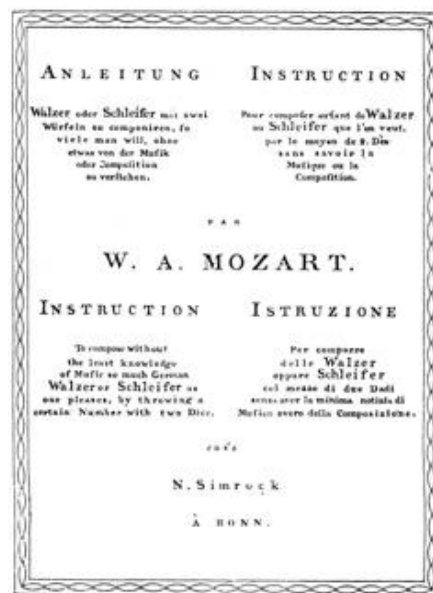 ANLEITUNG
Walzer oder Schleifer mit zwei
Würfeln zu componiren, so
viele man will, ohne
etwas von der Musik
oder Composition
zu verstehen.
INSTRUCTION
Pour composer autant de Walzer
ou Schleifer que l'on veut,
par le moyen de 2. Dés
sans savoir la
Musique ou la
Composition.
PAR
W. A. MOZART.
INSTRUCTION
To compose without
the least knowledge
of Music so much German
Walzer or Schleifer as
one pleases, by throwing a
certain Number with two Dice.
ISTRUZIONE
Per comporre
delle Walzer
oppure Schleifer
col mezzo di due Dadi
senza aver la minima notizia di
Musica overo della Composizione.
chés
N. Simrock
À BONN.